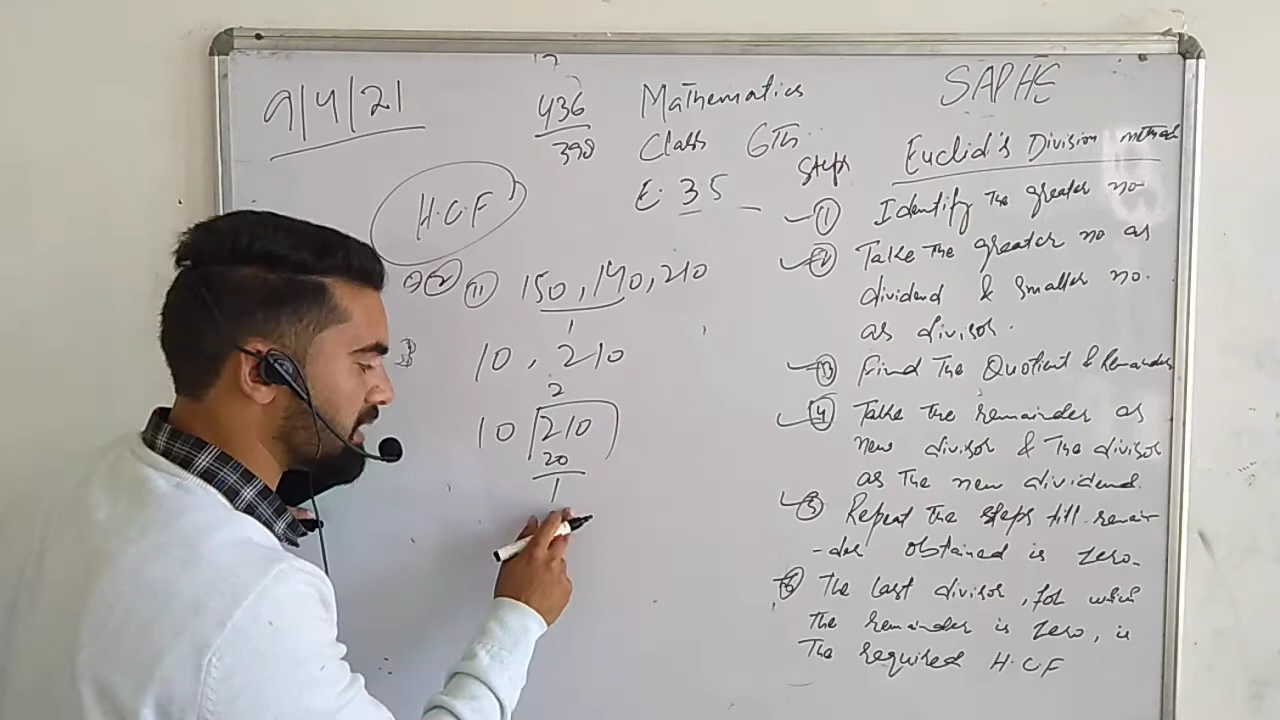 9/4/21
436
398
Mathematics
Class 6th
E. 35
H.C.F
② (ii) 150, 140, 210
1
10, 210
2
10 210
20
1
SAPHE
Euclid's Division method
Steps
① Identify The greater no
② Take The greater no as
dividend & smaller no.
as divisor.
③ Find The Quotient & Remainder
④ Take The remainder as
new divisor & The divisor
as The new dividend.
⑤ Repeat The steps till remain
-der obtained is zero.
⑥ The last divisor, for which
The remainder is zero, is
The required H.C.F